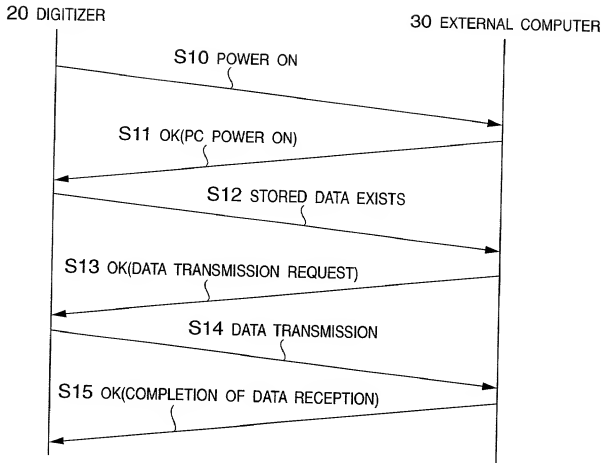 20 DIGITIZER
30 EXTERNAL COMPUTER
S10 POWER ON
S11 OK(PC POWER ON)
S12 STORED DATA EXISTS
S13 OK(DATA TRANSMISSION REQUEST)
S14 DATA TRANSMISSION
S15 OK(COMPLETION OF DATA RECEPTION)